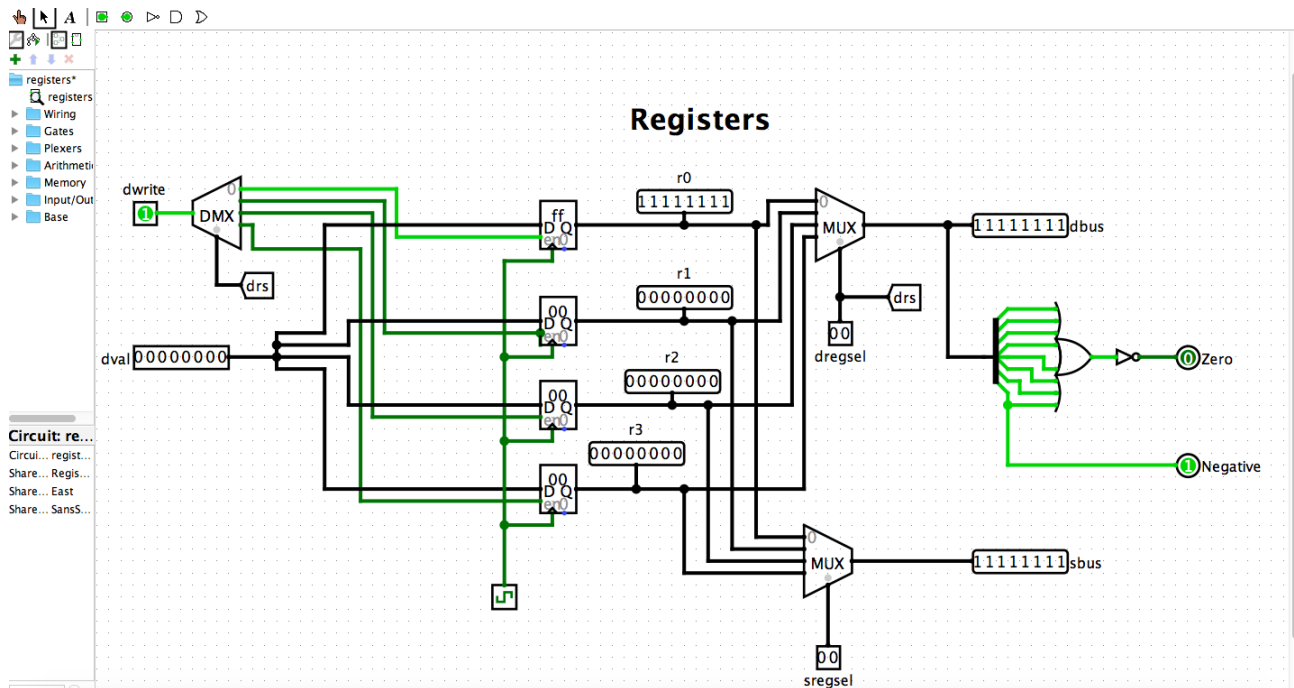 A
registers*
registers
Wiring
Gates
Plexers
Arithmeti
Memory
Input/Out
Base
Circuit: re...
Circui... regist...
Share... Regis...
Share... East
Share... SansS...
Registers
dwrite
1
0
DMX
drs
dval 00000000
ff
D Q
en 0
00
D Q
en 0
00
D Q
en 0
00
D Q
en 0
r0
11111111
r1
00000000
r2
00000000
r3
00000000
0
MUX
drs
00
dregsel
11111111 dbus
0 Zero
1 Negative
0
MUX
11111111 sbus
00
sregsel